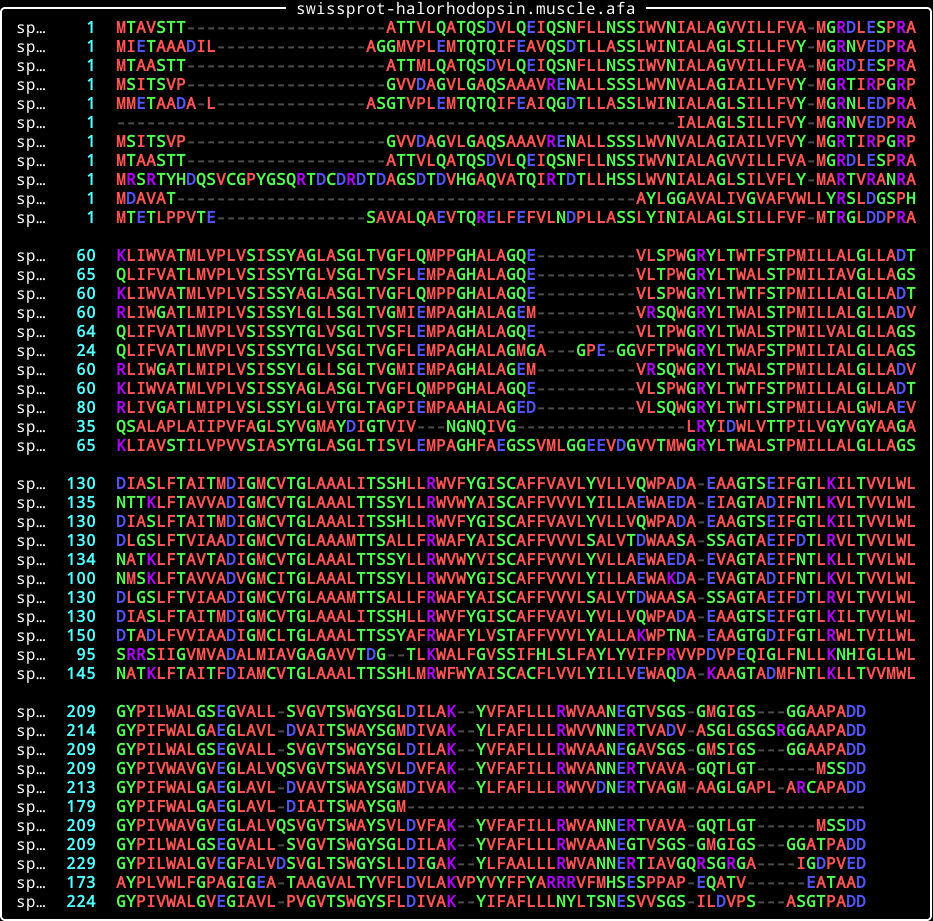 swissprot-halorhodopsin.muscle.afa
sp… 1 MTAVSTT--------------------ATTVLQATQSDVLQEIQSNFLLNSSIWVNIALAGVVILLFVA-MGRDLESPRA
sp… 1 MIETAAADIL---------------AGGMVPLEMTQTQIFEAVQSDTLLASSLWINIALAGLSILLFVY-MGRNVEDPRA
sp… 1 MTAASTT--------------------ATTMLQATQSDVLQEIQSNFLLNSSIWVNIALAGVVILLFVA-MGRDIESPRA
sp… 1 MSITSVP--------------------GVVDAGVLGAQSAAAVRENALLSSSLWVNVALAGIAILVFVY-MGRTIRPGRP
sp… 1 MMETAADA-L---------------ASGTVPLEMTQTQIFEAIQGDTLLASSLWINIALAGLSILLFVY-MGRNLEDPRA
sp… 1 --------------------------------------------------------IALAGLSILLFVY-MGRNVEDPRA
sp… 1 MSITSVP--------------------GVVDAGVLGAQSAAAVRENALLSSSLWVNVALAGIAILVFVY-MGRTIRPGRP
sp… 1 MTAASTT--------------------ATTVLQATQSDVLQEIQSNFLLNSSIWVNIALAGVVILLFVA-MGRDLESPRA
sp… 1 MRSRTYHDQSVCGPYGSQRTDCDRDTDAGSDTDVHGAQVATQIRTDTLLHSSLWVNIALAGLSILVFLY-MARTVRANRA
sp… 1 MDAVAT----------------------------------------------AYLGGAVALIVGVAFVWLLYRSLDGSPH
sp… 1 MTETLPPVTE---------------SAVALQAEVTQRELFEFVLNDPLLASSLYINIALAGLSILLFVF-MTRGLDDPRA
sp… 60 KLIWVATMLVPLVSISSYAGLASGLTVGFLQMPPGHALAGQE----------VLSPWGRYLTWTFSTPMILLALGLLADT
sp… 65 QLIFVATLMVPLVSISSYTGLVSGLTVSFLEMPAGHALAGQE----------VLTPWGRYLTWALSTPMILIAVGLLAGS
sp… 60 KLIWVATMLVPLVSISSYAGLASGLTVGFLQMPPGHALAGQE----------VLSPWGRYLTWTFSTPMILLALGLLADT
sp… 60 RLIWGATLMIPLVSISSYLGLLSGLTVGMIEMPAGHALAGEM----------VRSQWGRYLTWALSTPMILLALGLLADV
sp… 64 QLIFVATLMVPLVSISSYTGLVSGLTVSFLEMPAGHALAGQE----------VLTPWGRYLTWALSTPMILVALGLLAGS
sp… 24 QLIFVATLMVPLVSISSYTGLVSGLTVGFLEMPAGHALAGMGA---GPE-GGVFTPWGRYLTWAFSTPMILIALGLLAGS
sp… 60 RLIWGATLMIPLVSISSYLGLLSGLTVGMIEMPAGHALAGEM----------VRSQWGRYLTWALSTPMILLALGLLADV
sp… 60 KLIWVATMLVPLVSISSYAGLASGLTVGFLQMPPGHALAGQE----------VLSPWGRYLTWTFSTPMILLALGLLADT
sp… 80 RLIVGATLMIPLVSLSSYLGLVTGLTAGPIEMPAAHALAGED----------VLSQWGRYLTWTLSTPMILLALGWLAEV
sp… 35 QSALAPLAIIPVFAGLSYVGMAYDIGTVIV---NGNQIVG-----------------LRYIDWLVTTPILVGYVGYAAGA
sp… 65 KLIAVSTILVPVVSIASYTGLASGLTISVLEMPAGHFAEGSSVMLGGEEVDGVVTMWGRYLTWALSTPMILLALGLLAGS
sp… 130 DIASLFTAITMDIGMCVTGLAAALITSSHLLRWVFYGISCAFFVAVLYVLLVQWPADA-EAAGTSEIFGTLKILTVVLWL
sp… 135 NTTKLFTAVVADIGMCVTGLAAALTTSSYLLRWVWYAISCAFFVVVLYILLAEWAEDA-EIAGTADIFNTLKVLTVVLWL
sp… 130 DIASLFTAITMDIGMCVTGLAAALITSSHLLRWVFYGISCAFFVAVLYVLLVQWPADA-EAAGTSEIFGTLKILTVVLWL
sp… 130 DLGSLFTVIAADIGMCVTGLAAAMTTSALLFRWAFYAISCAFFVVVLSALVTDWAASA-SSAGTAEIFDTLRVLTVVLWL
sp… 134 NATKLFTAVTADIGMCVTGLAAALTTSSYLLRWVWYVISCAFFVVVLYVLLAEWAEDA-EVAGTAEIFNTLKLLTVVLWL
sp… 100 NMSKLFTAVVADVGMCITGLAAALTTSSYLLRWVWYGISCAFFVVVLYILLAEWAKDA-EVAGTADIFNTLKVLTVVLWL
sp… 130 DLGSLFTVIAADIGMCVTGLAAAMTTSALLFRWAFYAISCAFFVVVLSALVTDWAASA-SSAGTAEIFDTLRVLTVVLWL
sp… 130 DIASLFTAITMDIGMCVTGLAAALITSSHLLRWVFYGISCAFFVAVLYVLLVQWPADA-EAAGTSEIFGTLKILTVVLWL
sp… 150 DTADLFVVIAADIGMCLTGLAAALTTSSYAFRWAFYLVSTAFFVVVLYALLAKWPTNA-EAAGTGDIFGTLRWLTVILWL
sp… 95 SRRSIIGVMVADALMIAVGAGAVVTDG--TLKWALFGVSSIFHLSLFAYLYVIFPRVVPDVPEQIGLFNLLKNHIGLLWL
sp… 145 NATKLFTAITFDIAMCVTGLAAALTTSSHLMRWFWYAISCACFLVVLYILLVEWAQDA-KAAGTADMFNTLKLLTVVMWL
sp… 209 GYPILWALGSEGVALL-SVGVTSWGYSGLDILAK--YVFAFLLLRWVAANEGTVSGS-GMGIGS---GGAAPADD
sp… 214 GYPIFWALGAEGLAVL-DVAITSWAYSGMDIVAK--YLFAFLLLRWVVNNERTVADV-ASGLGSGSRGGAAPADD
sp… 209 GYPILWALGSEGVALL-SVGVTSWGYSGLDILAK--YVFAFLLLRWVAANEGAVSGS-GMSIGS---GGAAPADD
sp… 209 GYPIVWAVGVEGLALVQSVGVTSWAYSVLDVFAK--YVFAFILLRWVANNERTVAVA-GQTLGT------MSSDD
sp… 213 GYPIVWALGAEGLAVL-DVAVTSWAYSGMDIVAK--YLFAFLLLRWVVDNERTVAGM-AAGLGAPL-ARCAPADD
sp… 179 GYPIFWALGAEGLAVL-DIAITSWAYSGM----------------------------------------------
sp… 209 GYPIVWAVGVEGLALVQSVGVTSWAYSVLDVFAK--YVFAFILLRWVANNERTVAVA-GQTLGT------MSSDD
sp… 209 GYPILWALGSEGVALL-SVGVTSWGYSGLDILAK--YVFAFLLLRWVAANEGTVSGS-GMGIGS---GGATPADD
sp… 229 GYPILWALGVEGFALVDSVGLTSWGYSLLDIGAK--YLFAALLLRWVANNERTIAVGQRSGRGA----IGDPVED
sp… 173 AYPLVWLFGPAGIGEA-TAAGVALTYVFLDVLAKVPYVYFFYARRRVFMHSESPPAP-EQATV------EATAAD
sp… 224 GYPIVWALGVEGIAVL-PVGVTSWGYSFLDIVAK--YIFAFLLLNYLTSNESVVSGS-ILDVPS---ASGTPADD